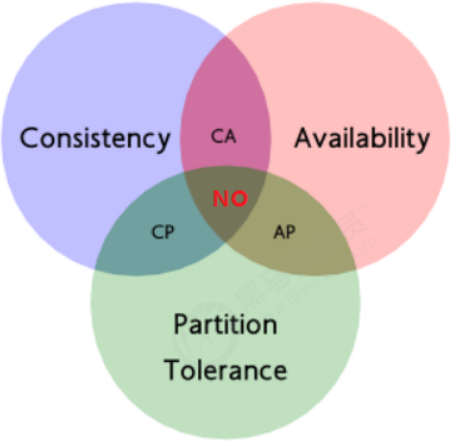 CA
Consistency
Availability
NO
CP
AP
Partition
Tolerance